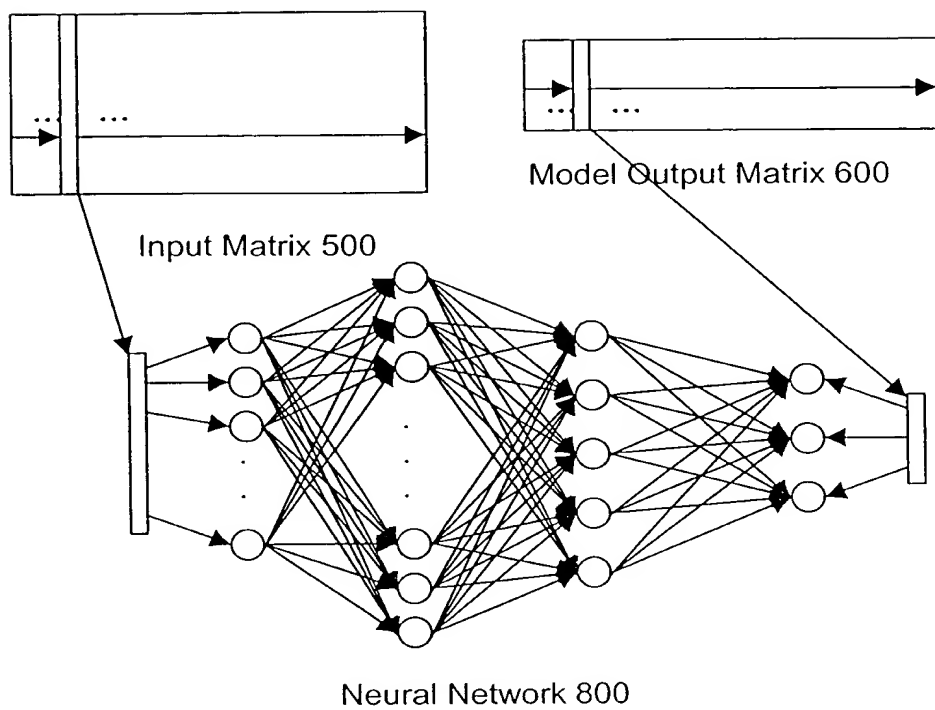 ... ...
... ...
Model Output Matrix 600
Input Matrix 500
Neural Network 800